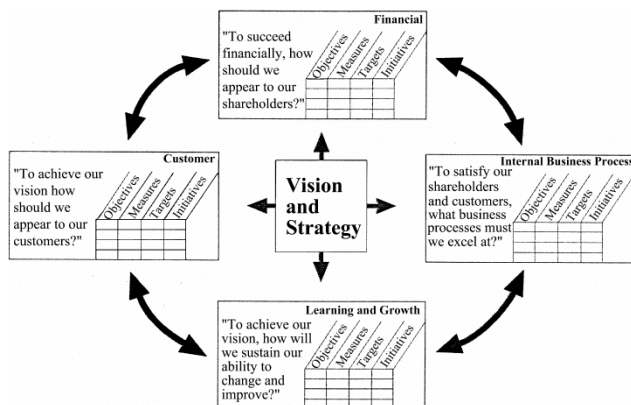 Financial
"To succeed
financially, how
should we
appear to our
shareholders?"
Objectives
Measures
Targets
Initiatives
Customer
"To achieve our
vision how
should we
appear to our
customers?"
Objectives
Measures
Targets
Initiatives
Vision
and
Strategy
Internal Business Process
"To satisfy our
shareholders
and customers,
what business
processes must
we excel at?"
Objectives
Measures
Targets
Initiatives
Learning and Growth
"To achieve our
vision, how will
we sustain our
ability to
change and
improve?"
Objectives
Measures
Targets
Initiatives